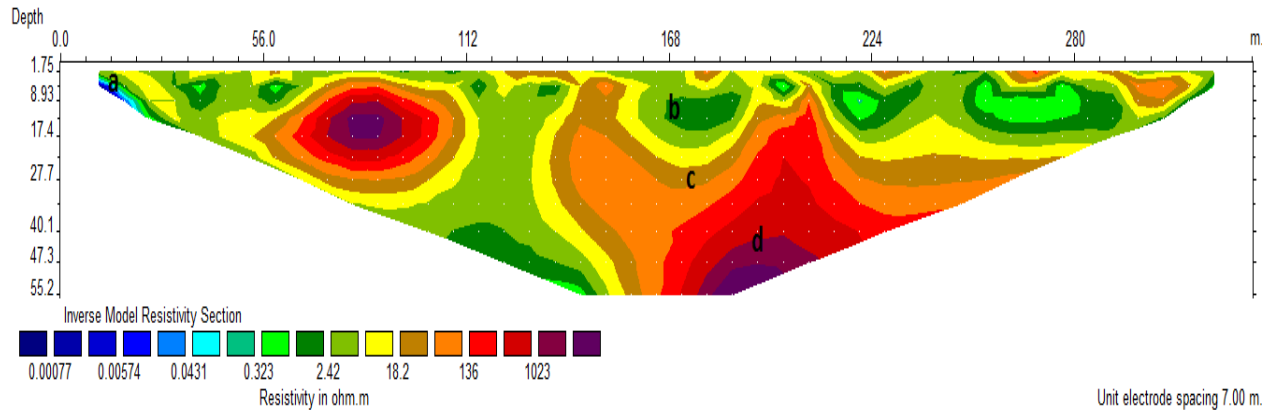 Depth
0.0 56.0 112 168 224 280 m.
1.75
a
8.93
b
17.4
27.7
c
40.1
d
47.3
55.2
Inverse Model Resistivity Section
0.00077 0.00574 0.0431 0.323 2.42 18.2 136 1023
Resistivity in ohm.m
Unit electrode spacing 7.00 m.